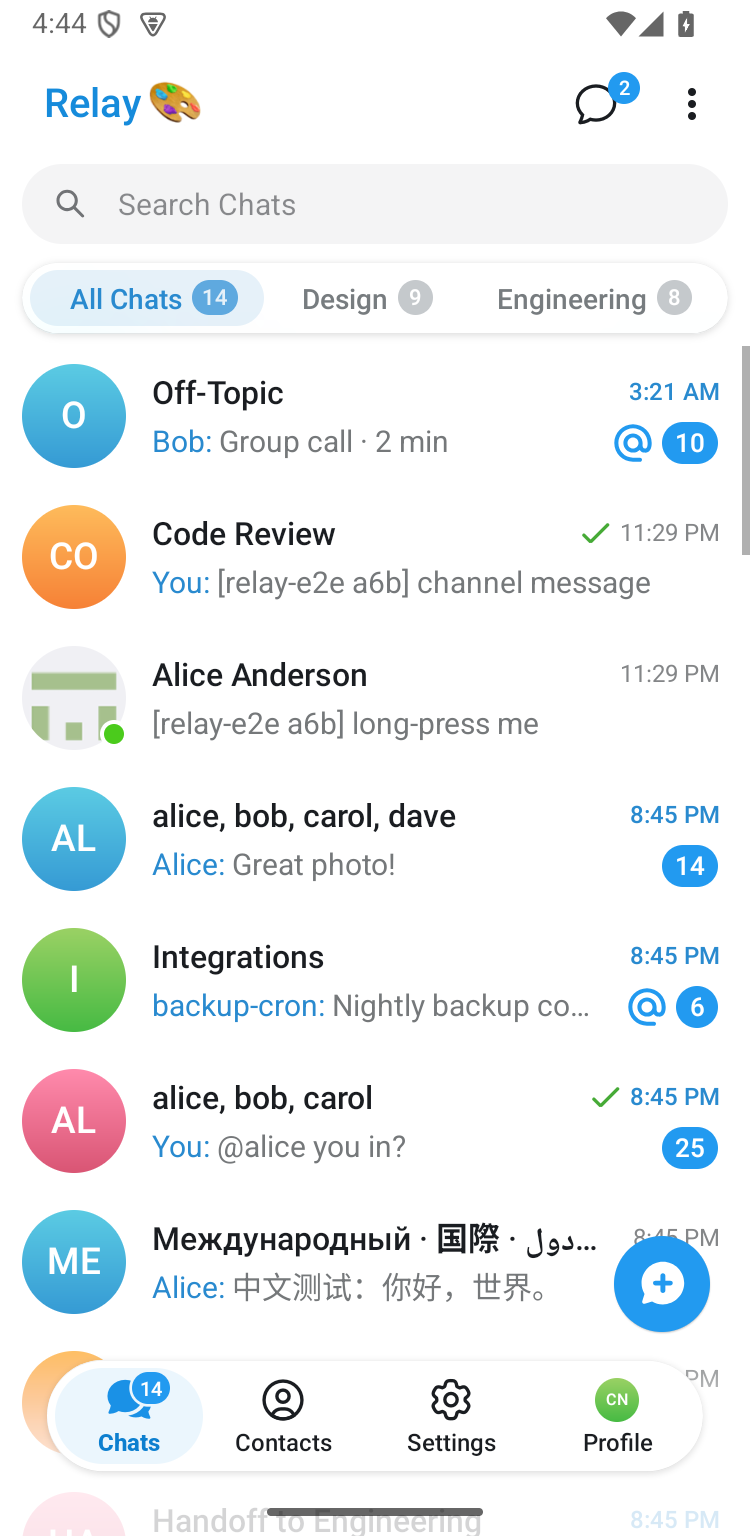 4:44
Relay
2
Search Chats
All Chats 14
Design 9
Engineering 8
O
Off-Topic
3:21 AM
Bob: Group call · 2 min
10
CO
Code Review
11:29 PM
You: [relay-e2e a6b] channel message
Alice Anderson
11:29 PM
[relay-e2e a6b] long-press me
AL
alice, bob, carol, dave
8:45 PM
Alice: Great photo!
14
I
Integrations
8:45 PM
backup-cron: Nightly backup co…
6
AL
alice, bob, carol
8:45 PM
You: @alice you in?
25
ME
Международный · 国際 · دول…
8:45 PM
Alice: 中文测试：你好，世界。
PM
14
Chats
Contacts
Settings
CN
Profile
Handoff to Engineering
8:45 PM